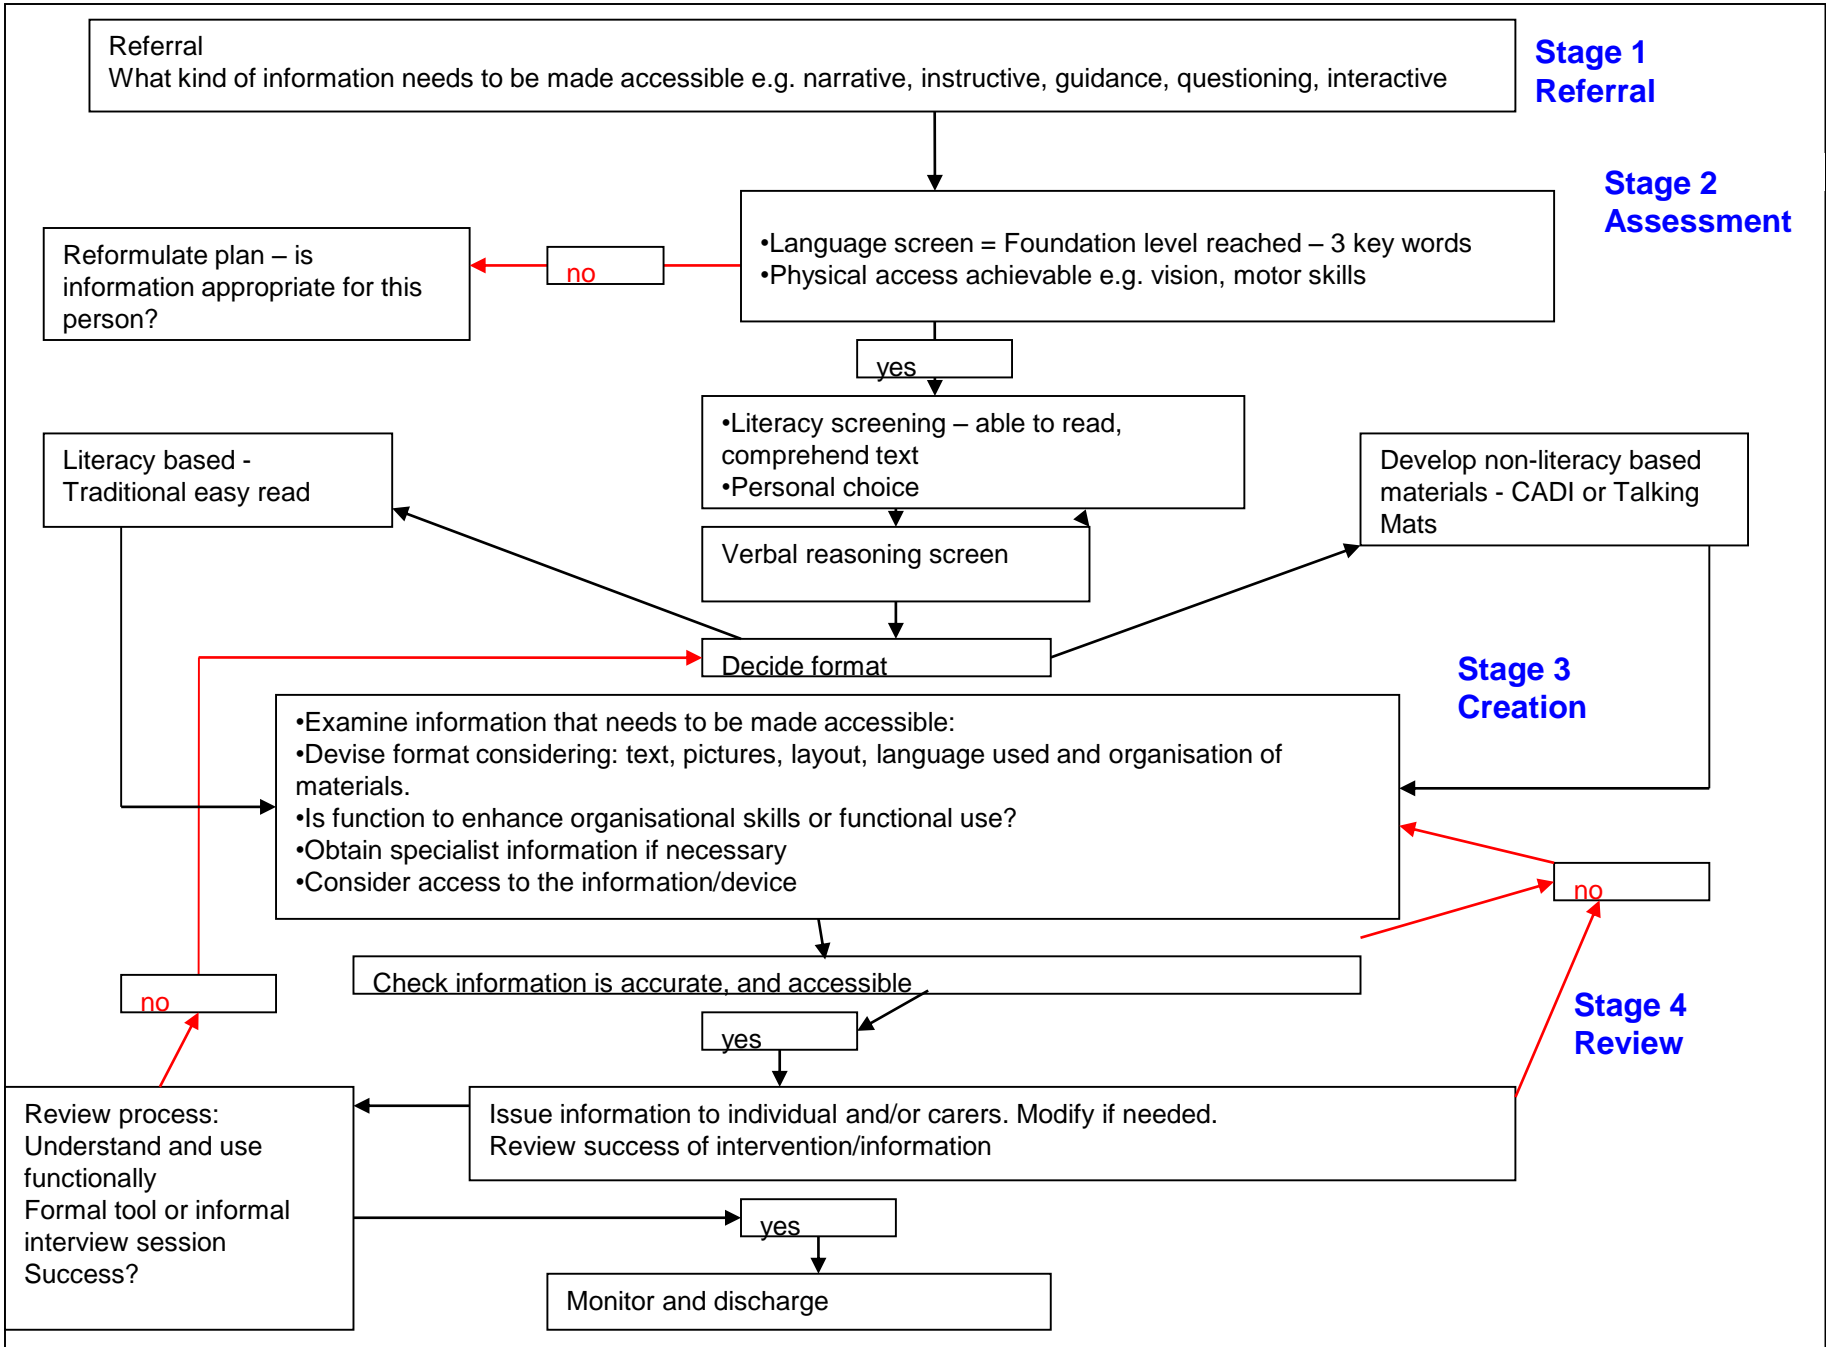 Referral
What kind of information needs to be made accessible e.g. narrative, instructive, guidance, questioning, interactive
Stage 1
Referral
Stage 2
Assessment
•Language screen = Foundation level reached – 3 key words
•Physical access achievable e.g. vision, motor skills
no
Reformulate plan – is
information appropriate for this
person?
yes
•Literacy screening – able to read,
comprehend text
•Personal choice
Literacy based -
Traditional easy read
Develop non-literacy based
materials - CADI or Talking
Mats
Verbal reasoning screen
Decide format
Stage 3
Creation
•Examine information that needs to be made accessible:
•Devise format considering: text, pictures, layout, language used and organisation of
materials.
•Is function to enhance organisational skills or functional use?
•Obtain specialist information if necessary
•Consider access to the information/device
no
Check information is accurate, and accessible
no
yes
Stage 4
Review
Issue information to individual and/or carers. Modify if needed.
Review success of intervention/information
Review process:
Understand and use
functionally
Formal tool or informal
interview session
Success?
yes
Monitor and discharge